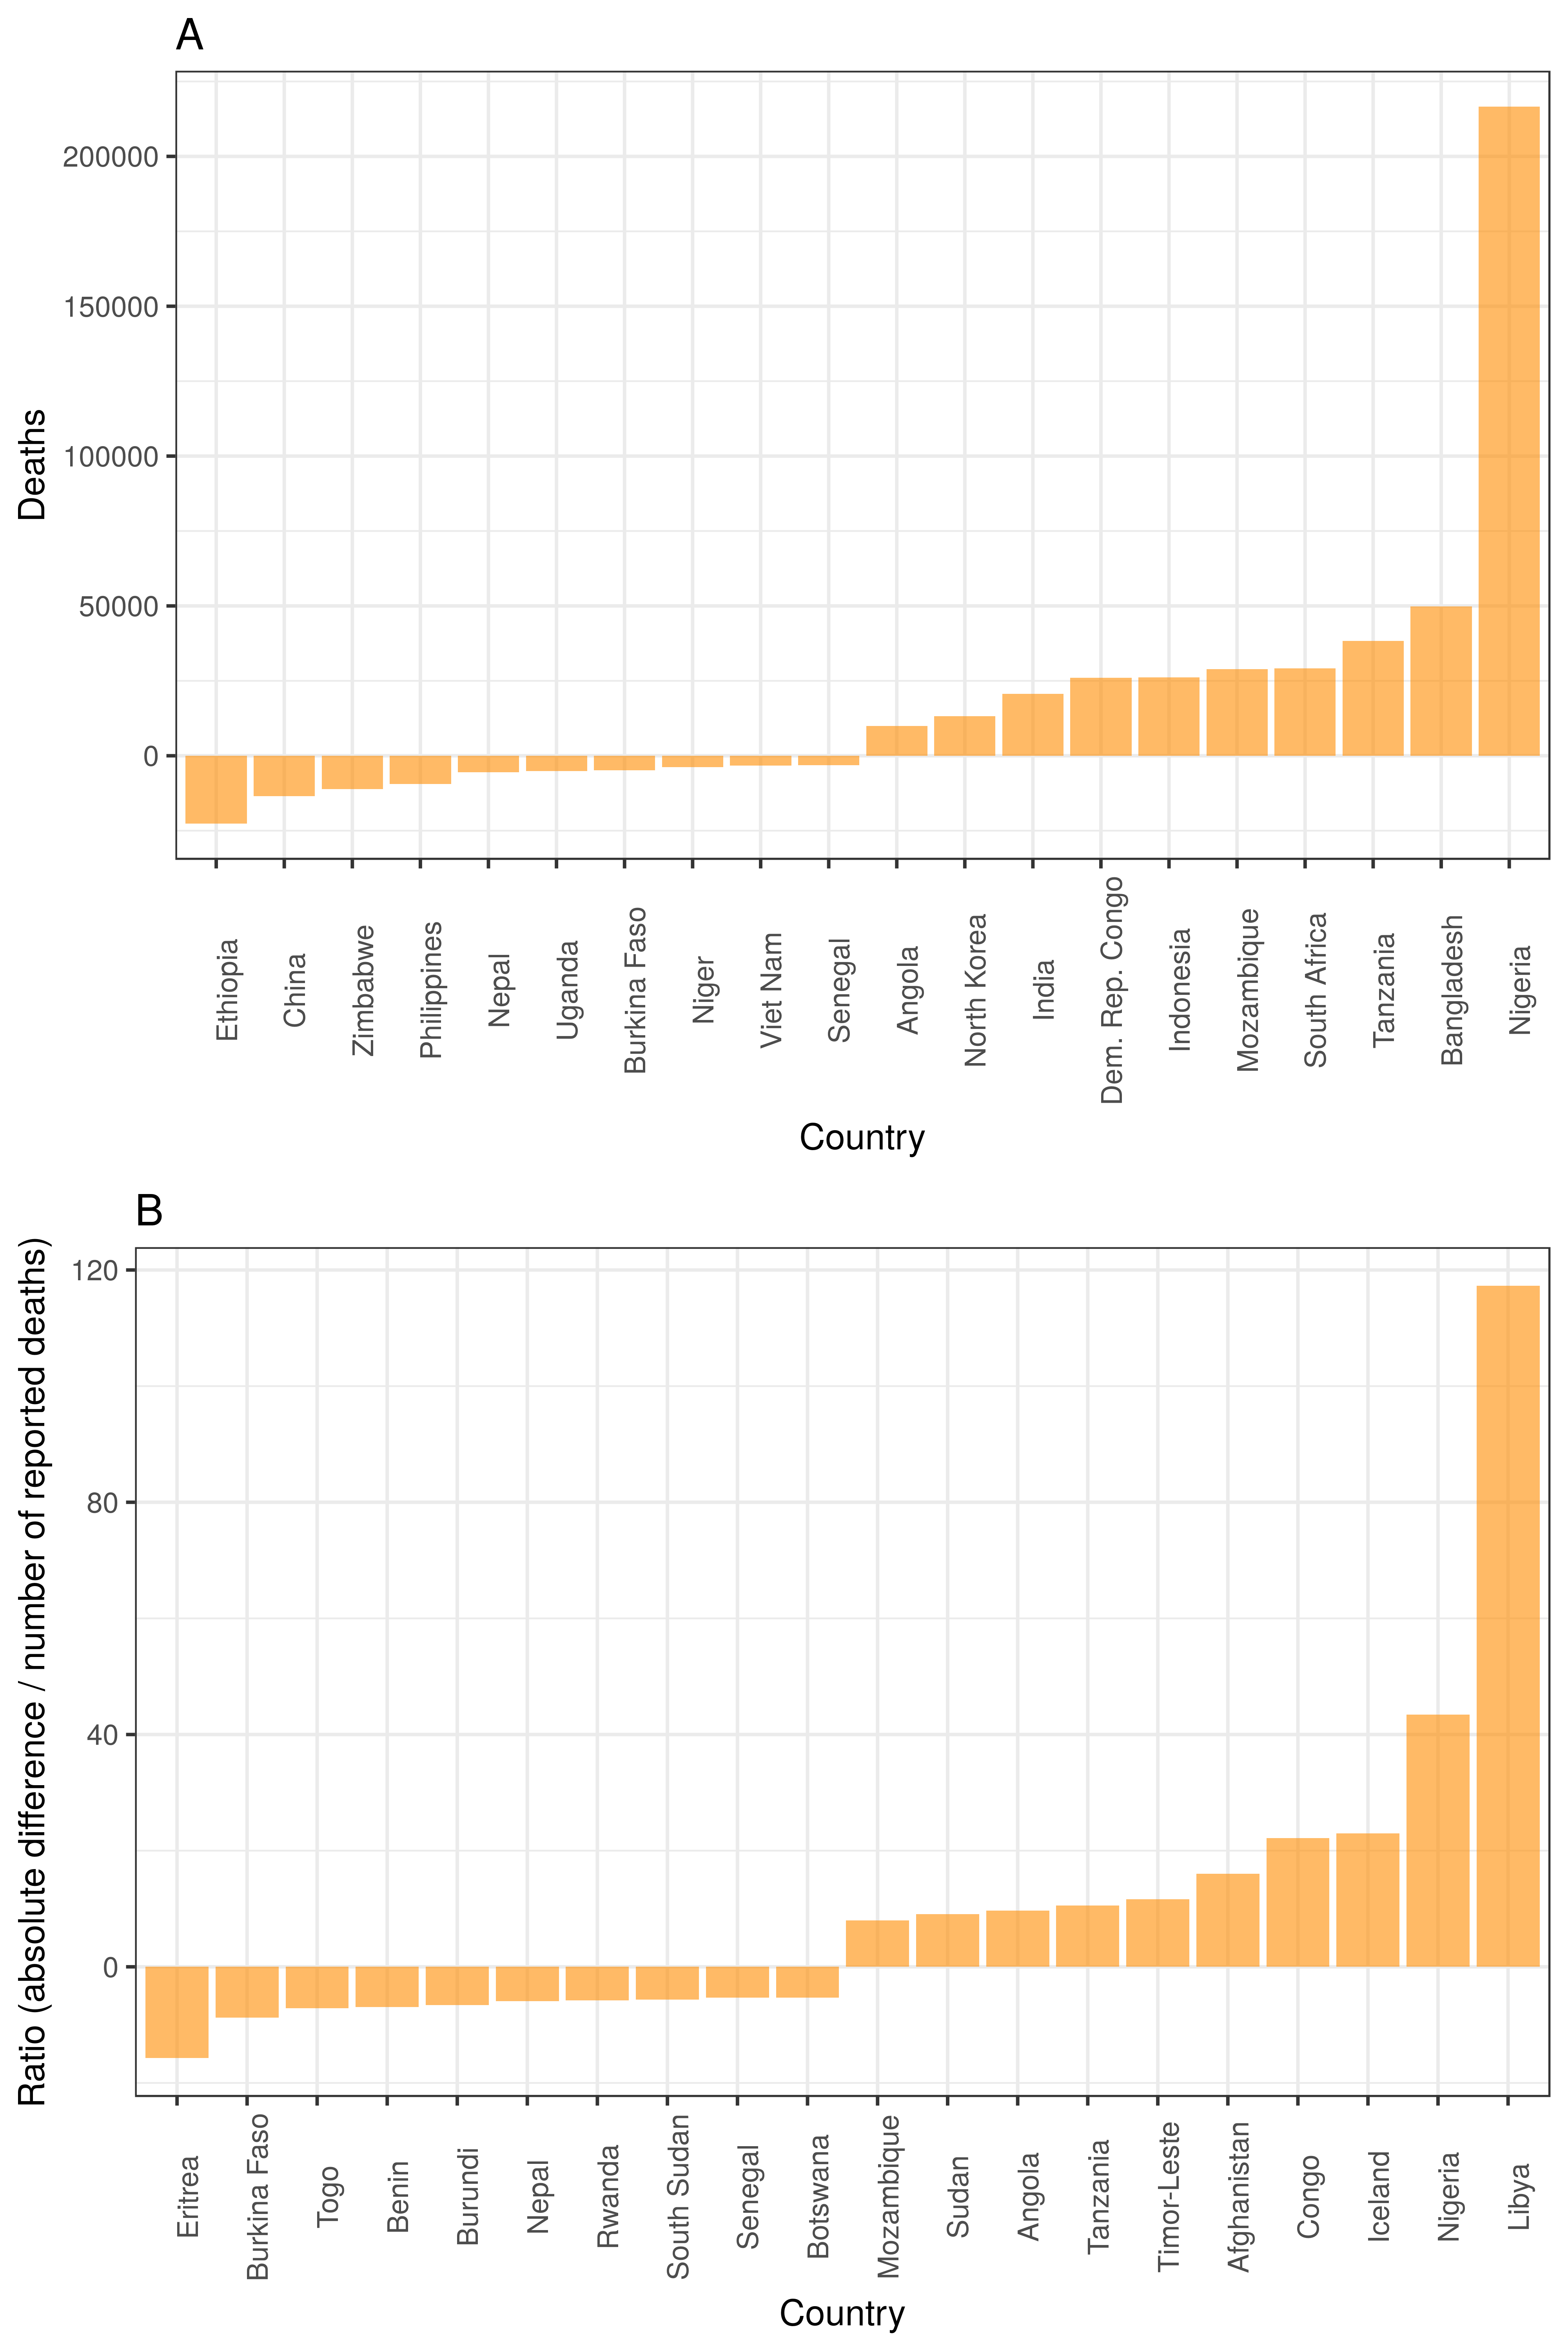 A
Deaths
200000
150000
100000
50000
0
Ethiopia
China
Zimbabwe
Philippines
Nepal
Uganda
Burkina Faso
Niger
Viet Nam
Senegal
Angola
North Korea
India
Dem. Rep. Congo
Indonesia
Mozambique
South Africa
Tanzania
Bangladesh
Nigeria
Country
B
Ratio (absolute difference / number of reported deaths)
120
80
40
0
Eritrea
Burkina Faso
Togo
Benin
Burundi
Nepal
Rwanda
South Sudan
Senegal
Botswana
Mozambique
Sudan
Angola
Tanzania
Timor-Leste
Afghanistan
Congo
Iceland
Nigeria
Libya
Country